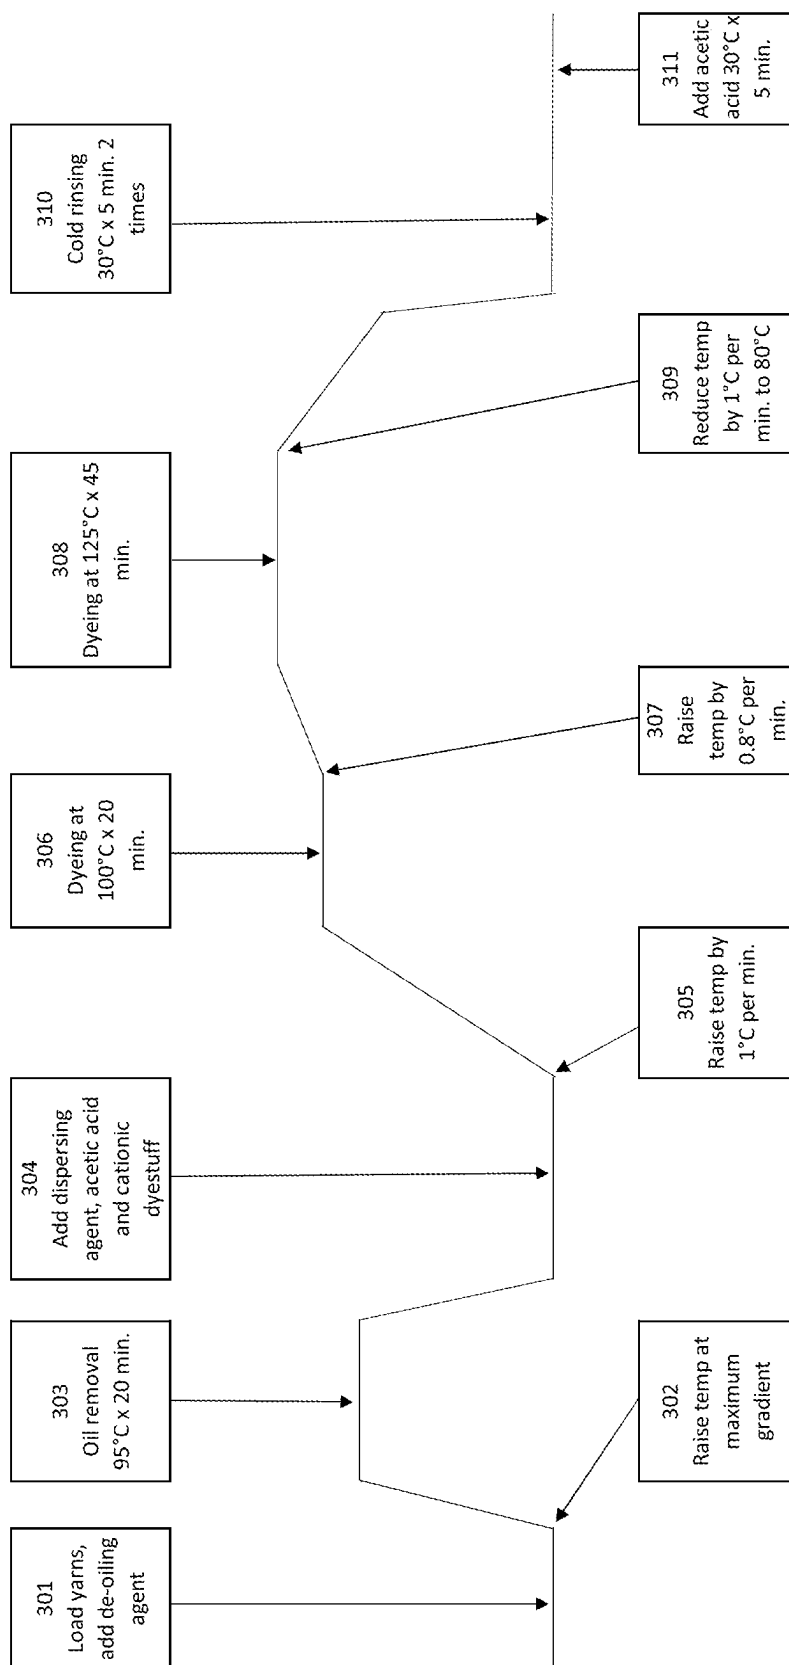 301
Load yarns,
add de-oiling
agent
302
Raise temp at
maximum
gradient
303
Oil removal
95°C x 20 min.
304
Add dispersing
agent, acetic acid
and cationic
dyestuff
305
Raise temp by
1°C per min.
306
Dyeing at
100°C x 20
min.
307
Raise
temp by
0.8°C per
min.
308
Dyeing at 125°C x 45
min.
309
Reduce temp
by 1°C per
min. to 80°C
310
Cold rinsing
30°C x 5 min. 2
times
311
Add acetic
acid 30°C x
5 min.